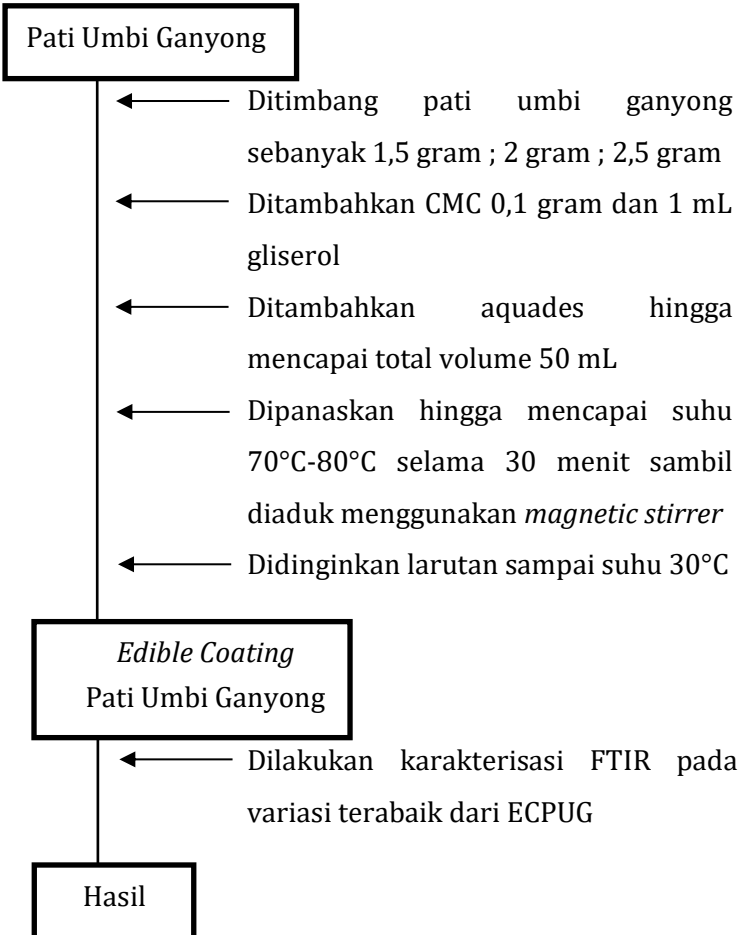 Pati Umbi Ganyong
Ditimbang pati umbi ganyong
sebanyak 1,5 gram ; 2 gram ; 2,5 gram
Ditambahkan CMC 0,1 gram dan 1 mL
gliserol
Ditambahkan aquades hingga
mencapai total volume 50 mL
Dipanaskan hingga mencapai suhu
70°C-80°C selama 30 menit sambil
diaduk menggunakan magnetic stirrer
Didinginkan larutan sampai suhu 30°C
Edible Coating
Pati Umbi Ganyong
Dilakukan karakterisasi FTIR pada
variasi terabaik dari ECPUG
Hasil